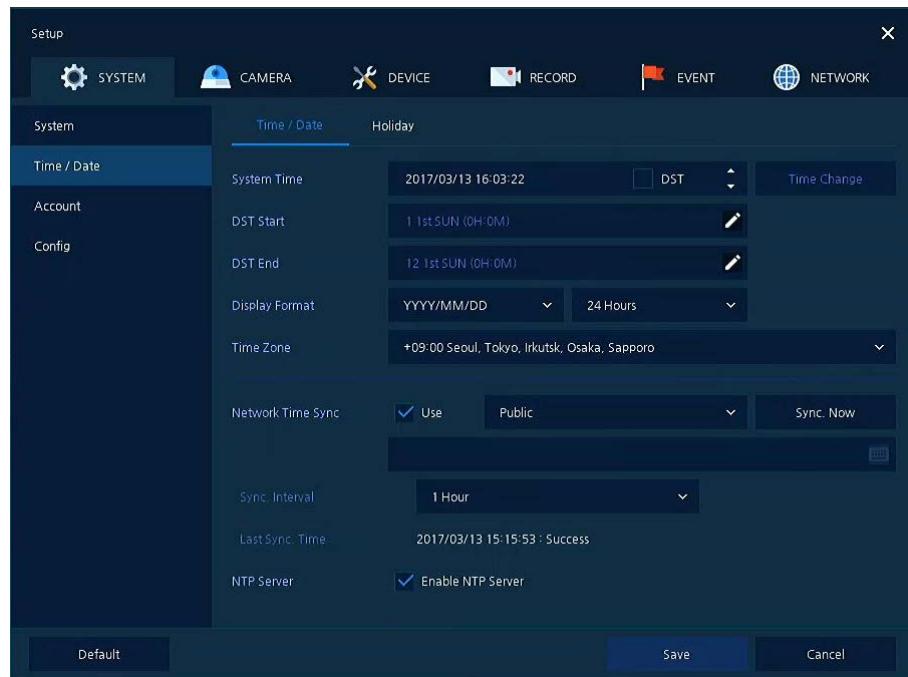 Setup
SYSTEM CAMERA DEVICE RECORD EVENT NETWORK
System
Time / Date
Account
Config
Time / Date Holiday
System Time 2017/03/13 16:03:22 DST Time Change
DST Start 1 1st SUN (0H:0M)
DST End 12 1st SUN (0H:0M)
Display Format YYYY/MM/DD 24 Hours
Time Zone +09:00 Seoul, Tokyo, Irkutsk, Osaka, Sapporo
Network Time Sync Use Public Sync. Now
Sync. Interval 1 Hour
Last Sync. Time 2017/03/13 15:15:53 : Success
NTP Server Enable NTP Server
Default Save Cancel